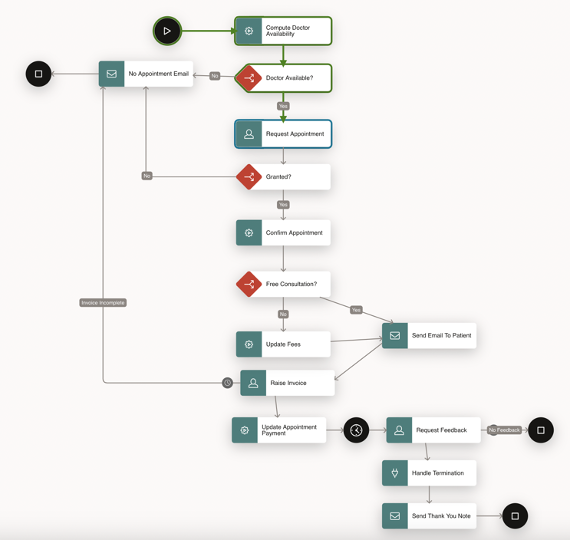 Compute Doctor
Availability
No Appointment Email
No
Doctor Available?
Yes
Request Appointment
No
Granted?
Yes
Confirm Appointment
Free Consultation?
Invoice Incomplete
No
Yes
Update Fees
Send Email To Patient
Raise Invoice
Update Appointment
Payment
Request Feedback
No Feedback
Handle Termination
Send Thank You Note